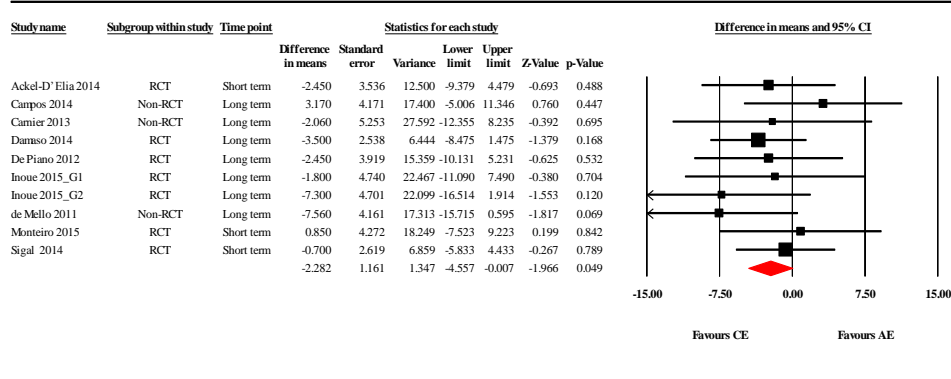 Study name Subgroup within study Time point Statistics for each study Difference in means and 95% CI
Difference in means Standard error Variance Lower limit Upper limit Z-Value p-Value
Ackel-D'Elia 2014 RCT Short term -2.450 3.536 12.500 -9.379 4.479 -0.693 0.488
Campos 2014 Non-RCT Long term 3.170 4.171 17.400 -5.006 11.346 0.760 0.447
Carnier 2013 Non-RCT Long term -2.060 5.253 27.592 -12.355 8.235 -0.392 0.695
Damaso 2014 RCT Long term -3.500 2.538 6.444 -8.475 1.475 -1.379 0.168
De Piano 2012 RCT Long term -2.450 3.919 15.359 -10.131 5.231 -0.625 0.532
Inoue 2015_G1 RCT Long term -1.800 4.740 22.467 -11.090 7.490 -0.380 0.704
Inoue 2015_G2 RCT Long term -7.300 4.701 22.099 -16.514 1.914 -1.553 0.120
de Mello 2011 Non-RCT Long term -7.560 4.161 17.313 -15.715 0.595 -1.817 0.069
Monteiro 2015 RCT Short term 0.850 4.272 18.249 -7.523 9.223 0.199 0.842
Sigal 2014 RCT Short term -0.700 2.619 6.859 -5.833 4.433 -0.267 0.789
-2.282 1.161 1.347 -4.557 -0.007 -1.966 0.049
-15.00 -7.50 0.00 7.50 15.00
Favours CE Favours AE